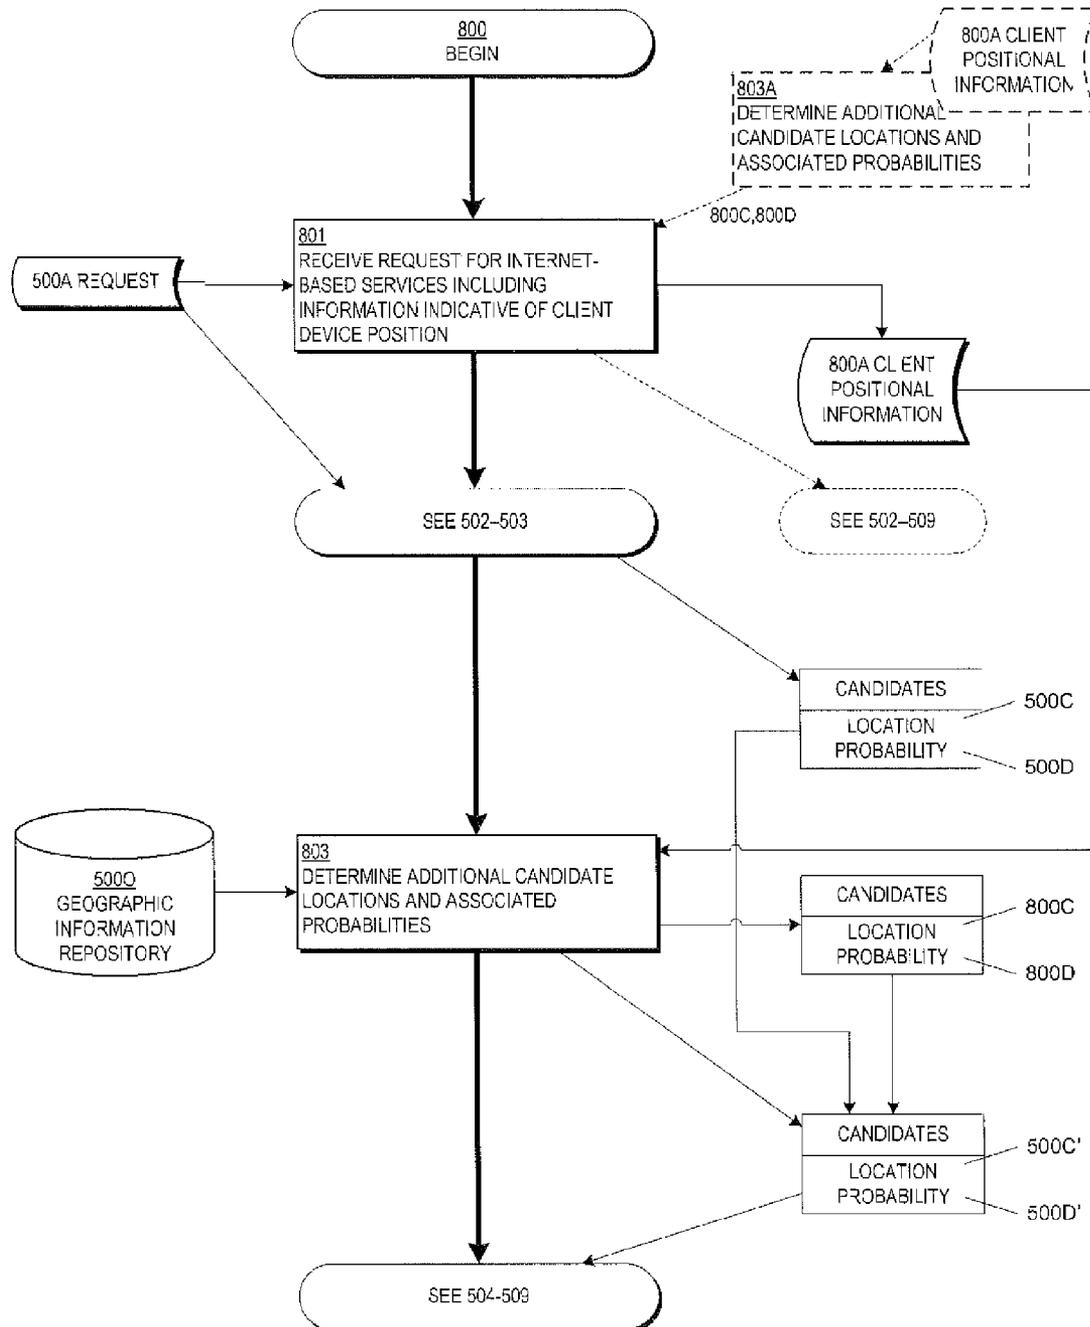 800
BEGIN
800A CLIENT
POSITIONAL
INFORMATION
803A
DETERMINE ADDITIONAL
CANDIDATE LOCATIONS AND
ASSOCIATED PROBABILITIES
800C,800D
801
RECEIVE REQUEST FOR INTERNET-
BASED SERVICES INCLUDING
INFORMATION INDICATIVE OF CLIENT
DEVICE POSITION
500A REQUEST
800A CLIENT
POSITIONAL
INFORMATION
SEE 502–503
SEE 502–509
CANDIDATES
LOCATION
PROBABILITY
500C
500D
500O
GEOGRAPHIC
INFORMATION
REPOSITORY
803
DETERMINE ADDITIONAL CANDIDATE
LOCATIONS AND ASSOCIATED
PROBABILITIES
CANDIDATES
LOCATION
PROBABILITY
800C
800D
CANDIDATES
LOCATION
PROBABILITY
500C'
500D'
SEE 504-509